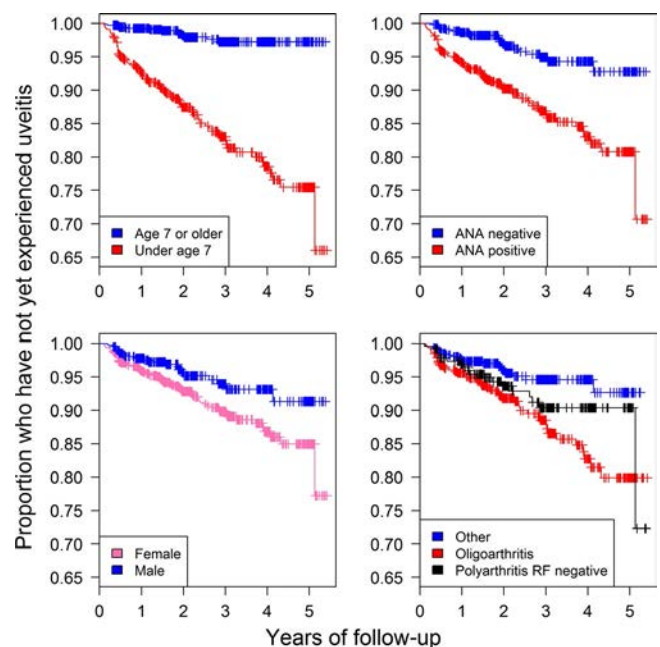 Proportion who have not yet experienced uveitis
1.00
0.95
0.90
0.85
0.80
0.75
0.70
0.65
Age 7 or older
Under age 7
0 1 2 3 4 5
1.00
0.95
0.90
0.85
0.80
0.75
0.70
0.65
ANA negative
ANA positive
0 1 2 3 4 5
1.00
0.95
0.90
0.85
0.80
0.75
0.70
0.65
Female
Male
0 1 2 3 4 5
1.00
0.95
0.90
0.85
0.80
0.75
0.70
0.65
Other
Oligoarthritis
Polyarthritis RF negative
0 1 2 3 4 5
Years of follow-up